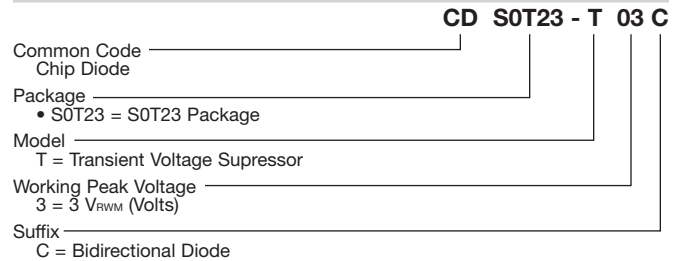 CD S0T23 - T 03 C
Common Code
Chip Diode
Package
• S0T23 = S0T23 Package
Model
T = Transient Voltage Supressor
Working Peak Voltage
3 = 3 VRWM (Volts)
Suffix
C = Bidirectional Diode